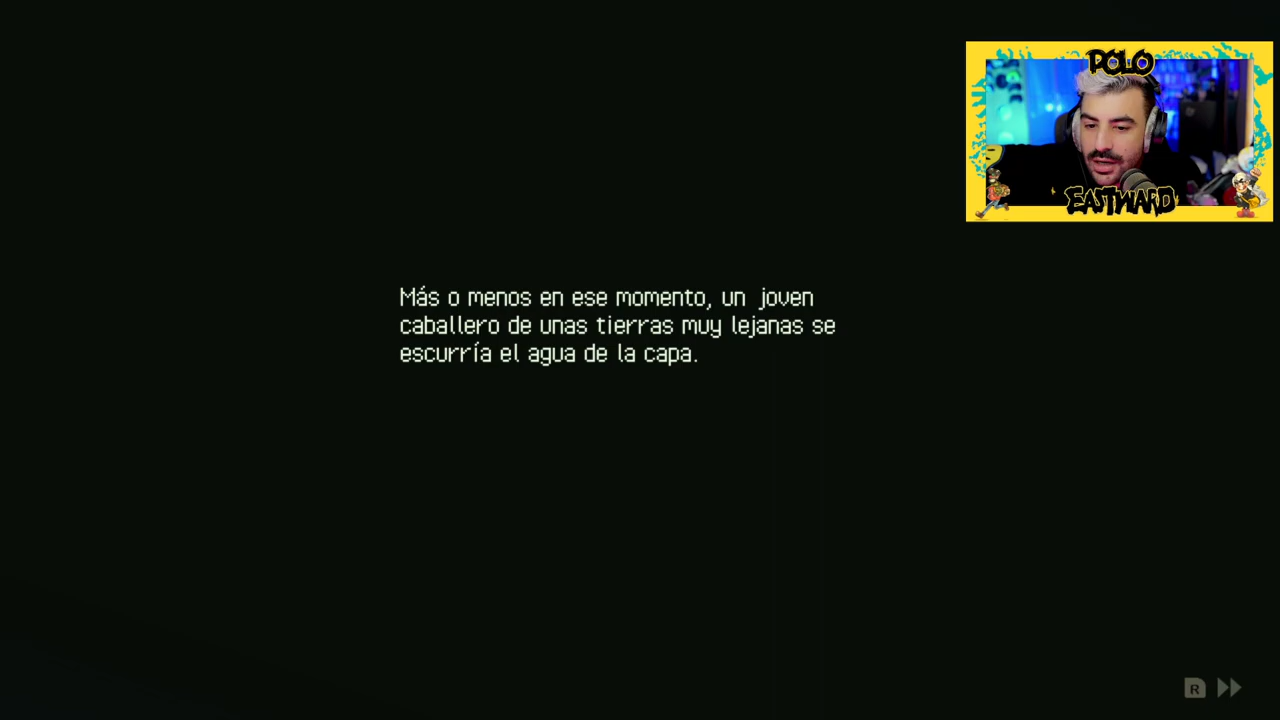 POLO
EASTWARD
Más o menos en ese momento, un joven
caballero de unas tierras muy lejanas se
escurría el agua de la capa.
R